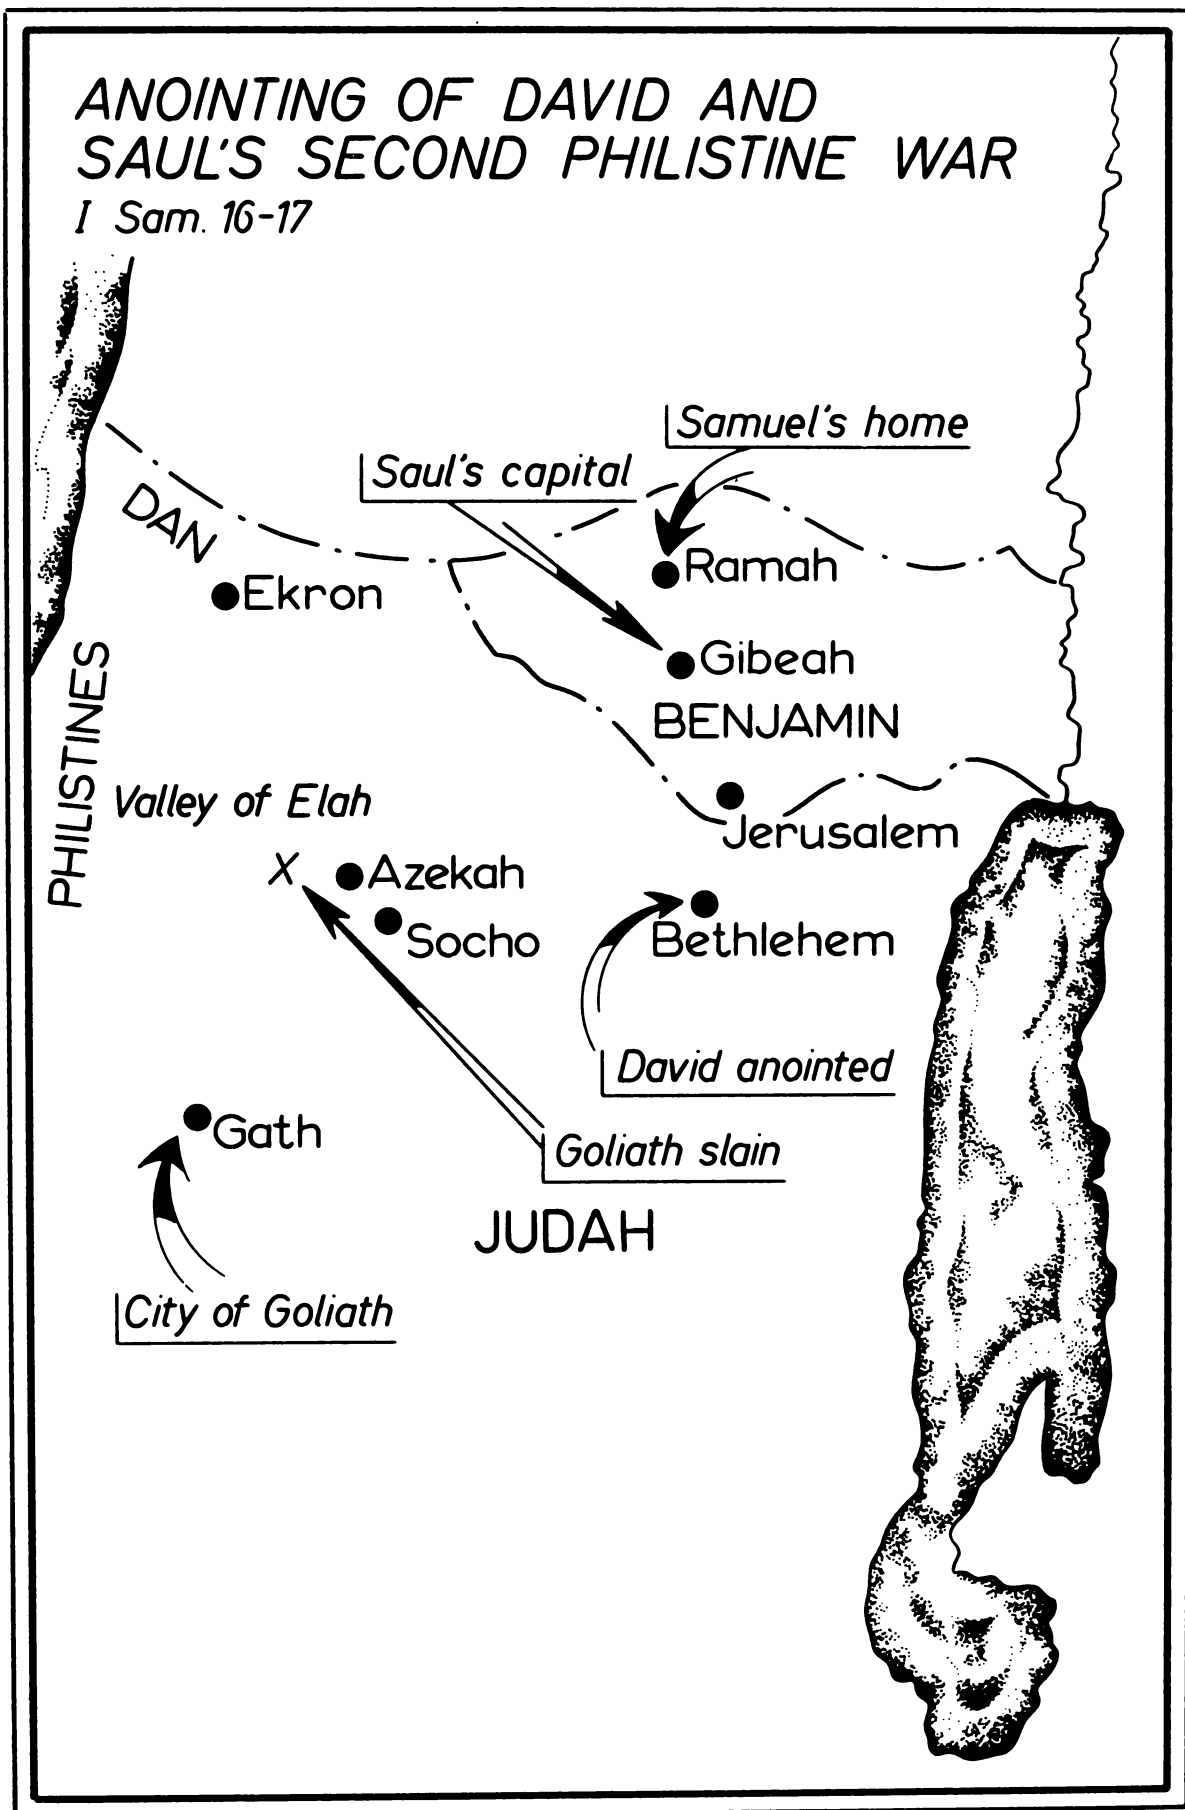 ANOINTING OF DAVID AND
SAUL'S SECOND PHILISTINE WAR
I Sam. 16-17
Samuel's home
Saul's capital
DAN
Ramah
Ekron
Gibeah
PHILISTINES
BENJAMIN
Valley of Elah
Jerusalem
X
Azekah
Socho
Bethlehem
David anointed
Gath
Goliath slain
JUDAH
City of Goliath